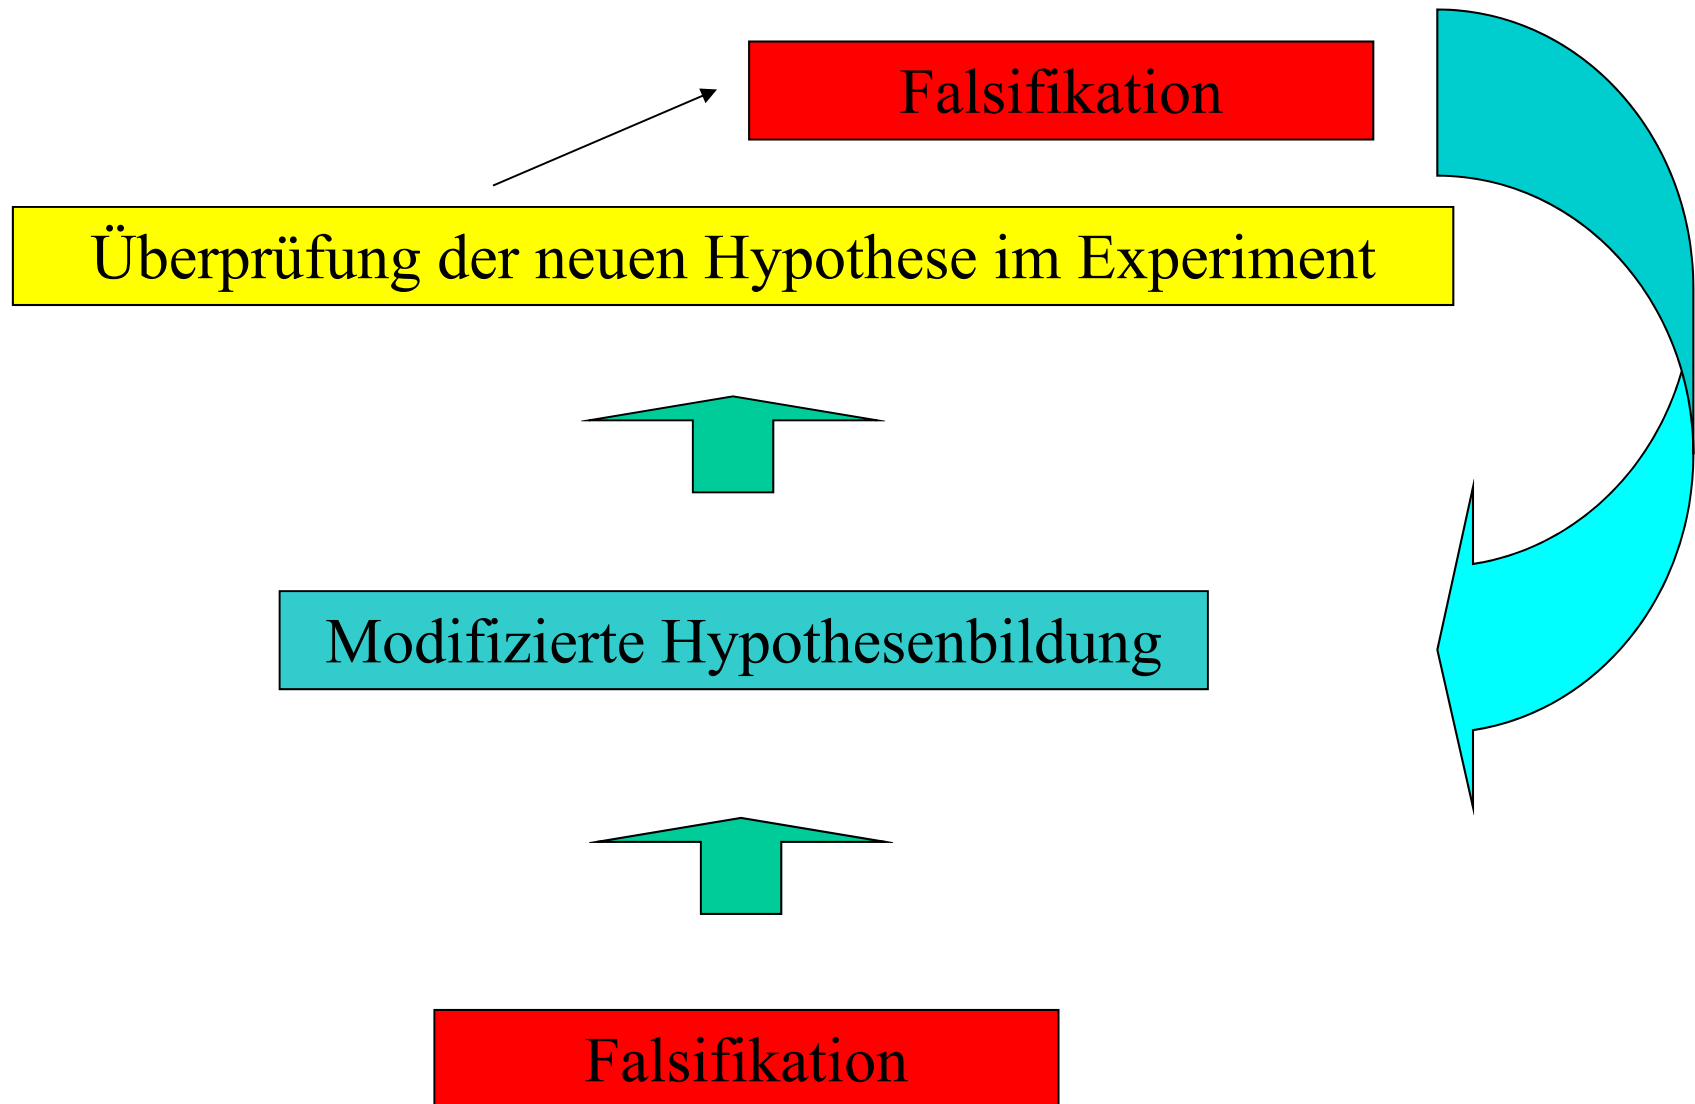 Falsifikation
Überprüfung der neuen Hypothese im Experiment
Modifizierte Hypothesenbildung
Falsifikation